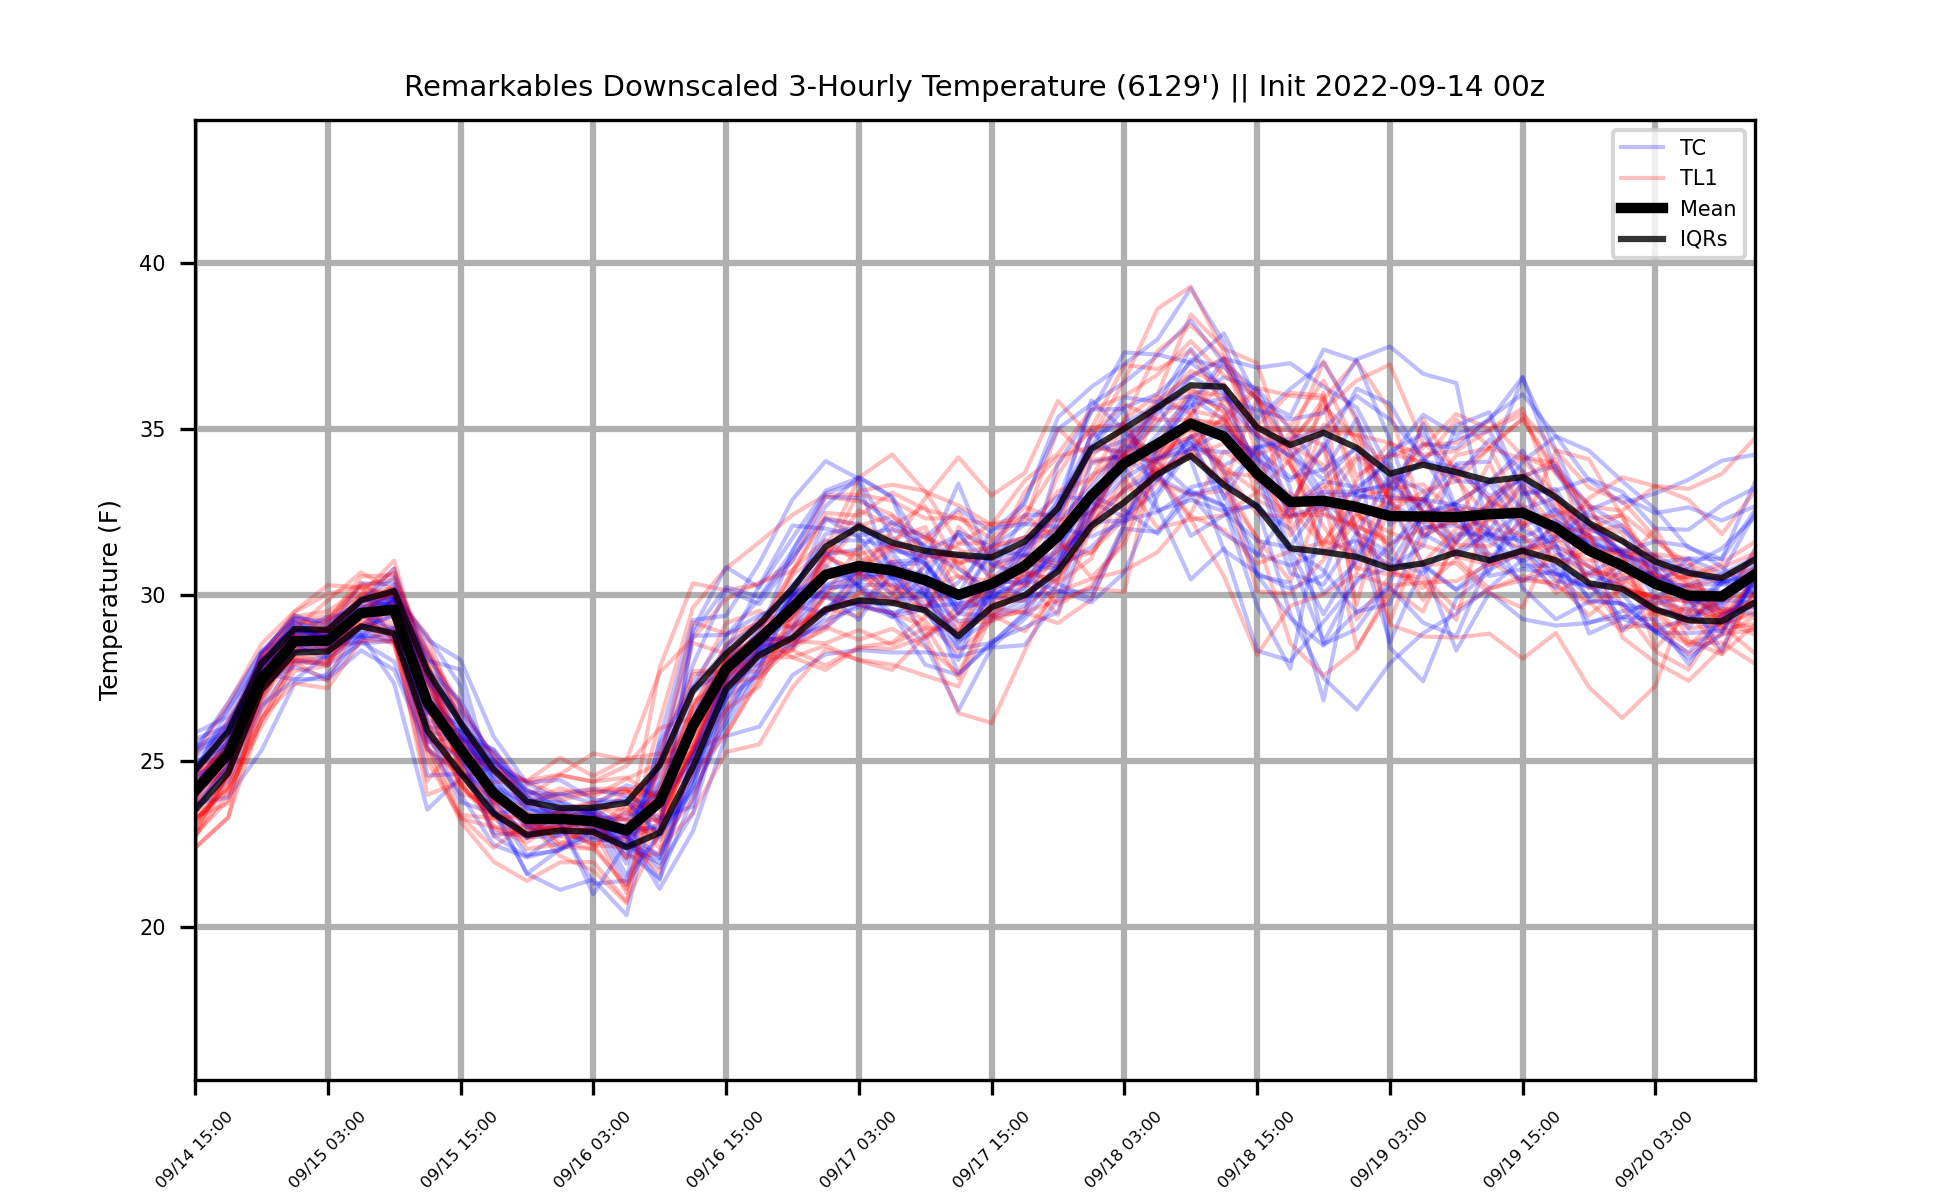 Remarkables Downscaled 3-Hourly Temperature (6129') || Init 2022-09-14 00z
TC
TL1
Mean
IQRs
Temperature (F)
40
35
30
25
20
09/14 15:00
09/15 03:00
09/15 15:00
09/16 03:00
09/16 15:00
09/17 03:00
09/17 15:00
09/18 03:00
09/18 15:00
09/19 03:00
09/19 15:00
09/20 03:00